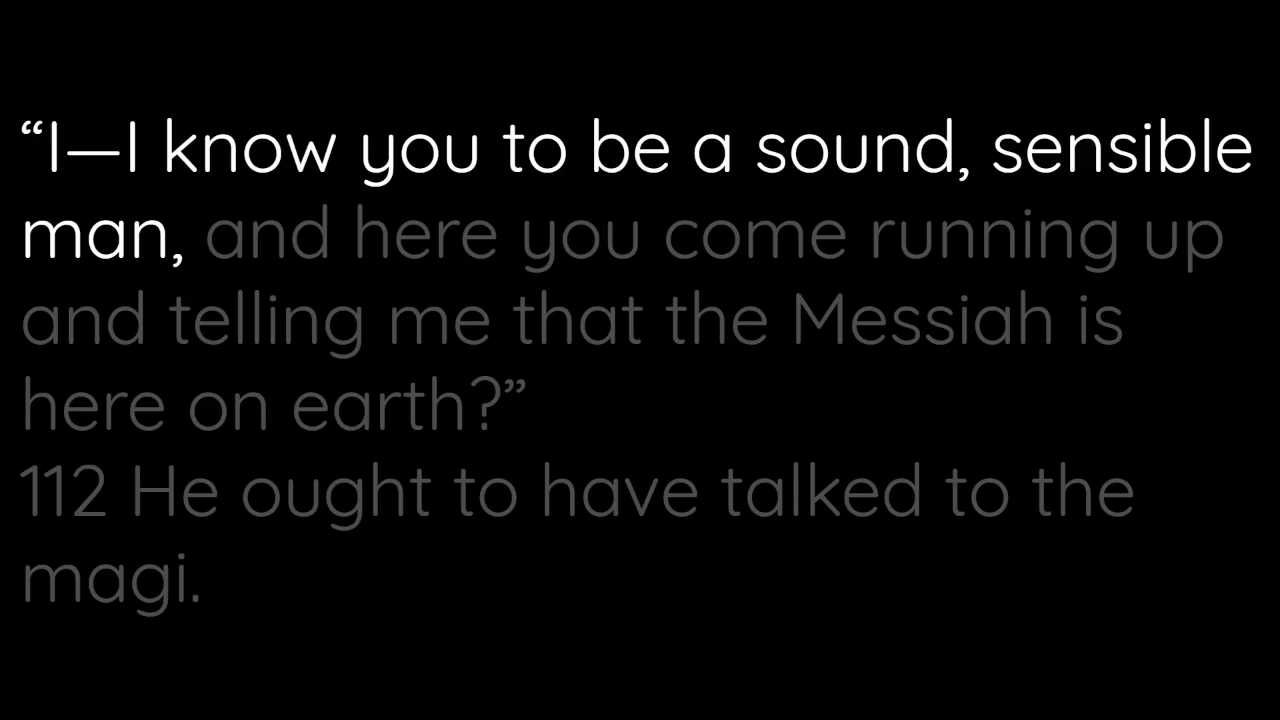 “I—I know you to be a sound, sensible
man, and here you come running up
and telling me that the Messiah is
here on earth?”
112 He ought to have talked to the
magi.